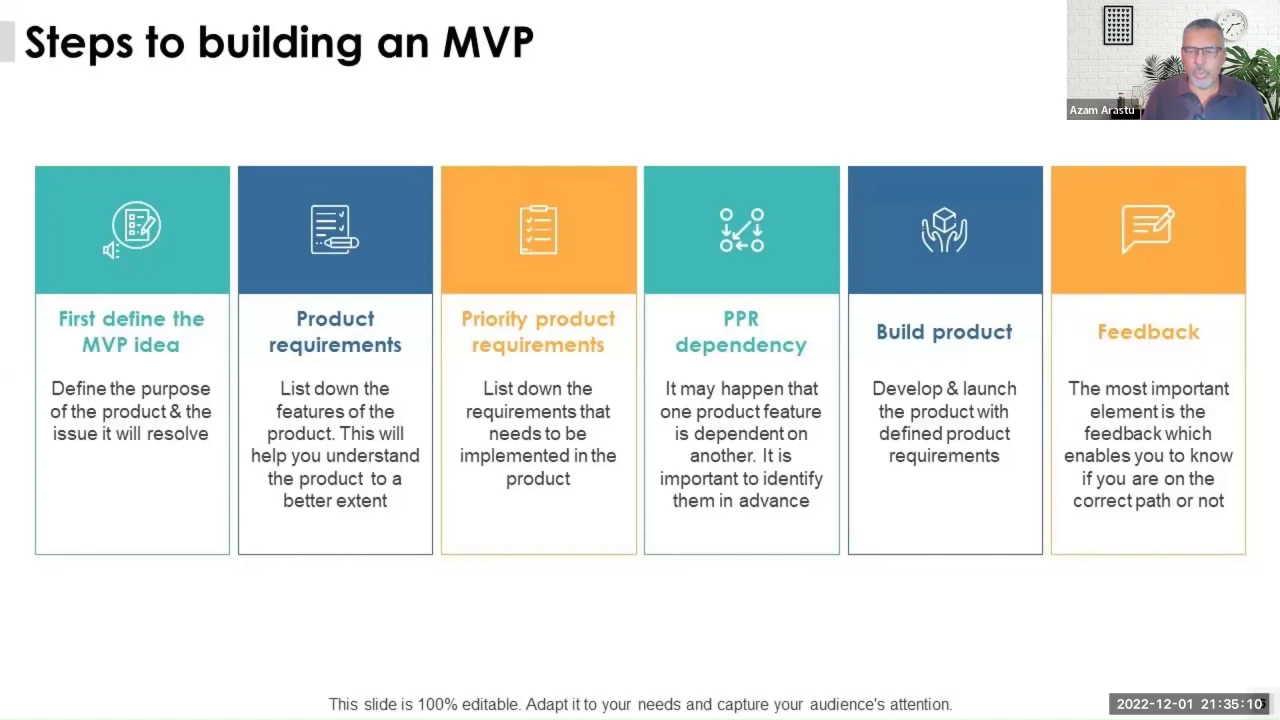 Steps to building an MVP
Azam Arastu
First define the
MVP idea
Define the purpose
of the product & the
issue it will resolve
Product
requirements
List down the
features of the
product. This will
help you understand
the product to a
better extent
Priority product
requirements
List down the
requirements that
needs to be
implemented in the
product
PPR
dependency
It may happen that
one product feature
is dependent on
another. It is
important to identify
them in advance
Build product
Develop & launch
the product with
defined product
requirements
Feedback
The most important
element is the
feedback which
enables you to know
if you are on the
correct path or not
This slide is 100% editable. Adapt it to your needs and capture your audience's attention.
2022-12-01 21:35:10